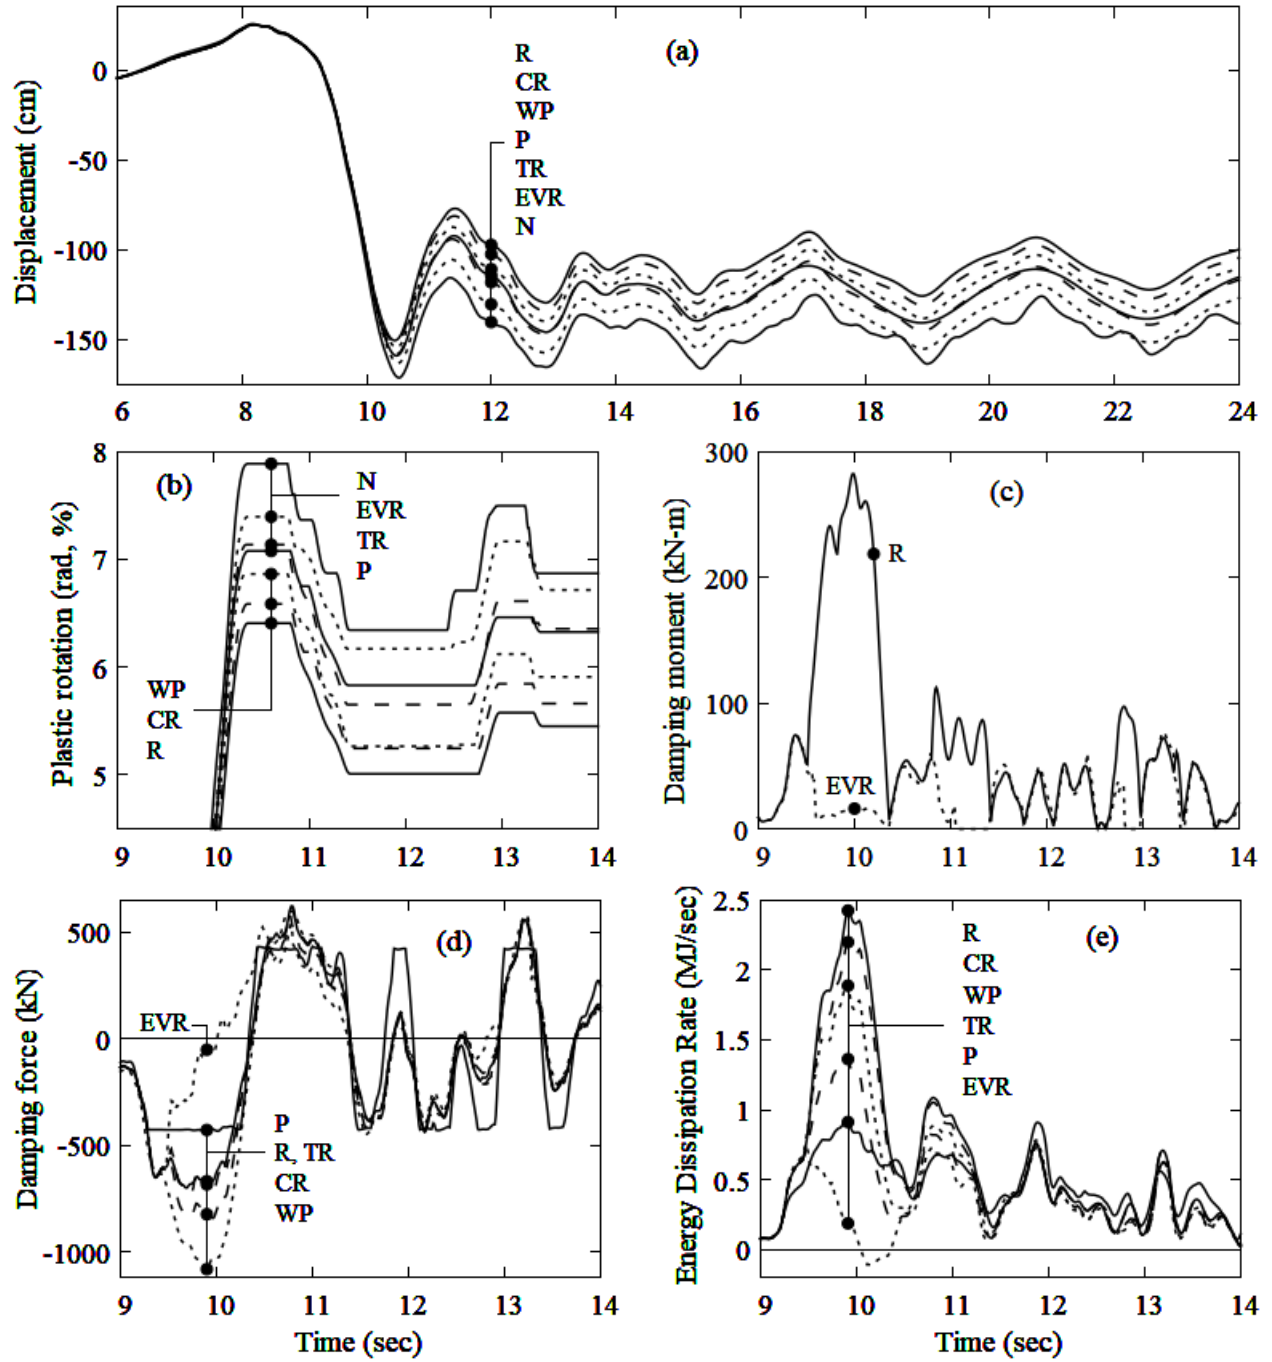 (a)
Displacement (cm)
0
-50
-100
-150
R
CR
WP
P
TR
EVR
N
6 8 10 12 14 16 18 20 22 24
(b)
Plastic rotation (rad, %)
8
7
6
5
N
EVR
TR
P
WP
CR
R
9 10 11 12 13 14
(c)
Damping moment (kN-m)
300
200
100
0
R
EVR
9 10 11 12 13 14
(d)
Damping force (kN)
500
0
-500
-1000
EVR
P
R, TR
CR
WP
9 10 11 12 13 14
Time (sec)
(e)
Energy Dissipation Rate (MJ/sec)
2.5
2
1.5
1
0.5
0
R
CR
WP
TR
P
EVR
9 10 11 12 13 14
Time (sec)